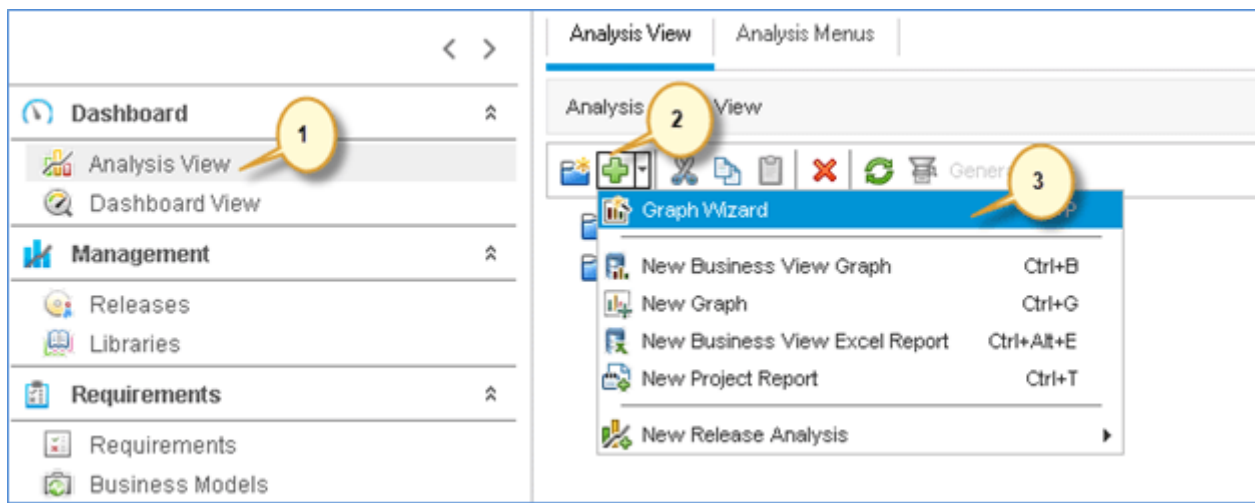 Dashboard
Analysis View
Dashboard View
Management
Releases
Libraries
Requirements
Requirements
Business Models
1
Analysis View
Analysis Menus
Analysis
View
2
3
Graph Wizard
New Business View Graph Ctrl+B
New Graph Ctrl+G
New Business View Excel Report Ctrl+Alt+E
New Project Report Ctrl+T
New Release Analysis